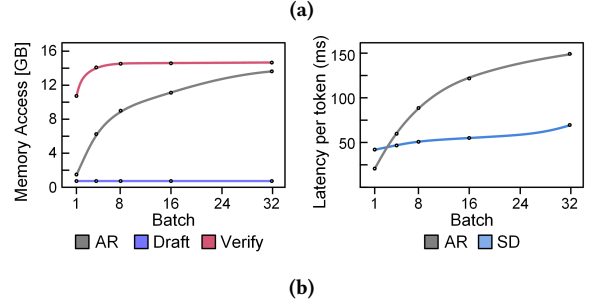 (a)
Memory Access [GB]
16
12
8
4
0
1 8 16 24 32
Batch
AR Draft Verify
Latency per token (ms)
150
100
50
1 8 16 24 32
Batch
AR SD
(b)